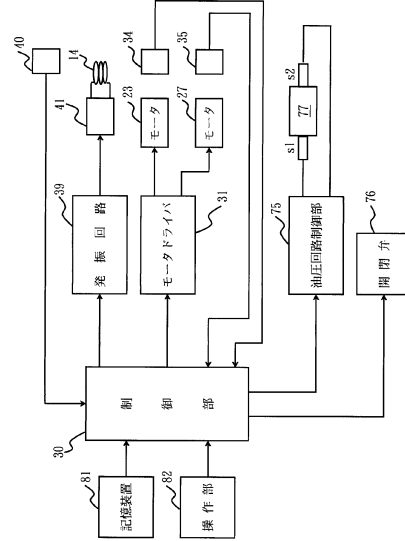 40
14
34
35
41
23
モータ
27
モータ
s1
77
s2
39
発振回路
31
モータドライバ
75
油圧回路制御部
76
開閉弁
30
制御部
81
記憶装置
82
操作部